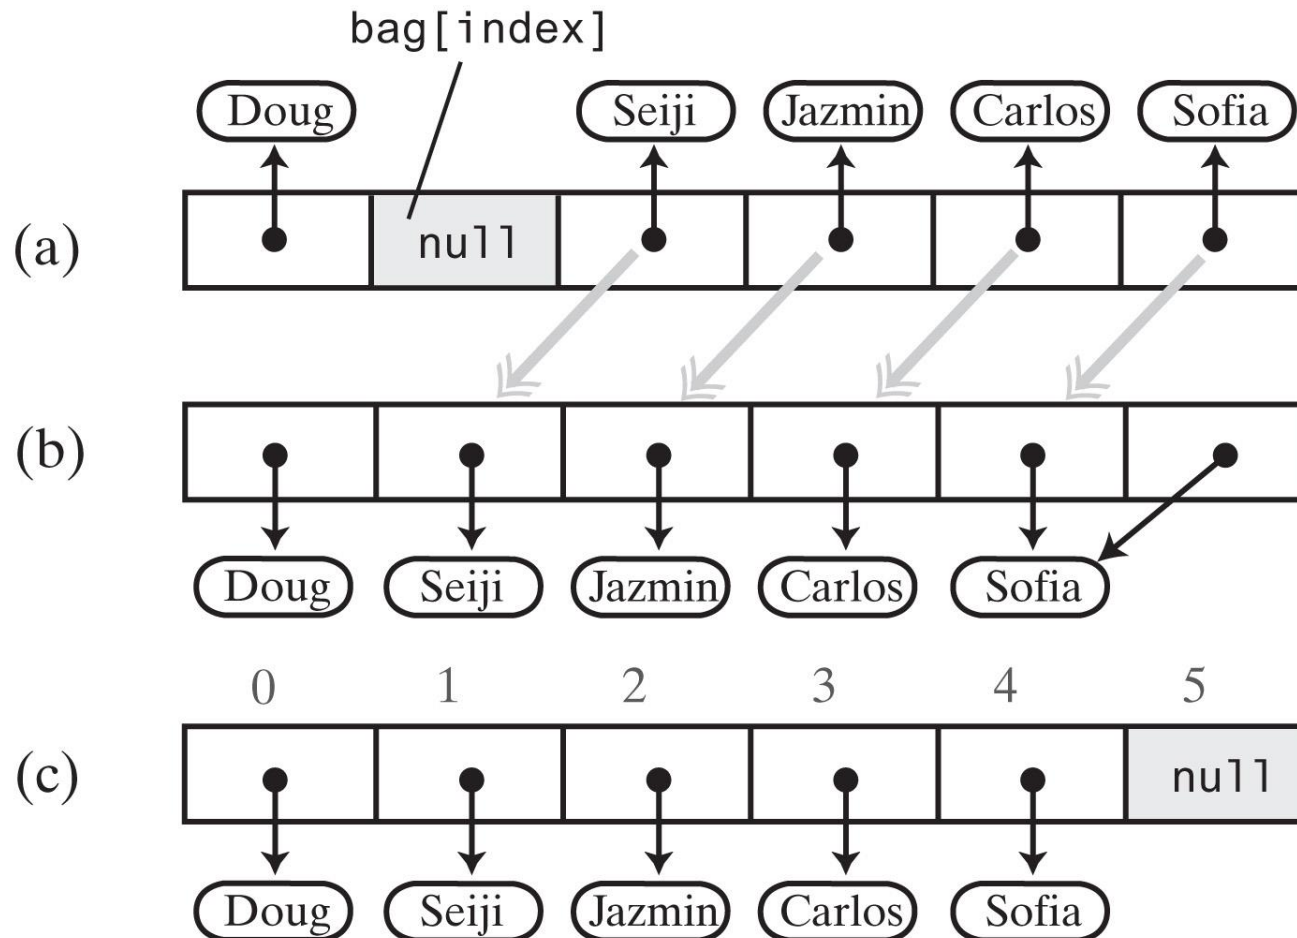 bag[index]
Doug Seiji Jazmin Carlos Sofia
(a) null
(b)
Doug Seiji Jazmin Carlos Sofia
0 1 2 3 4 5
(c) null
Doug Seiji Jazmin Carlos Sofia